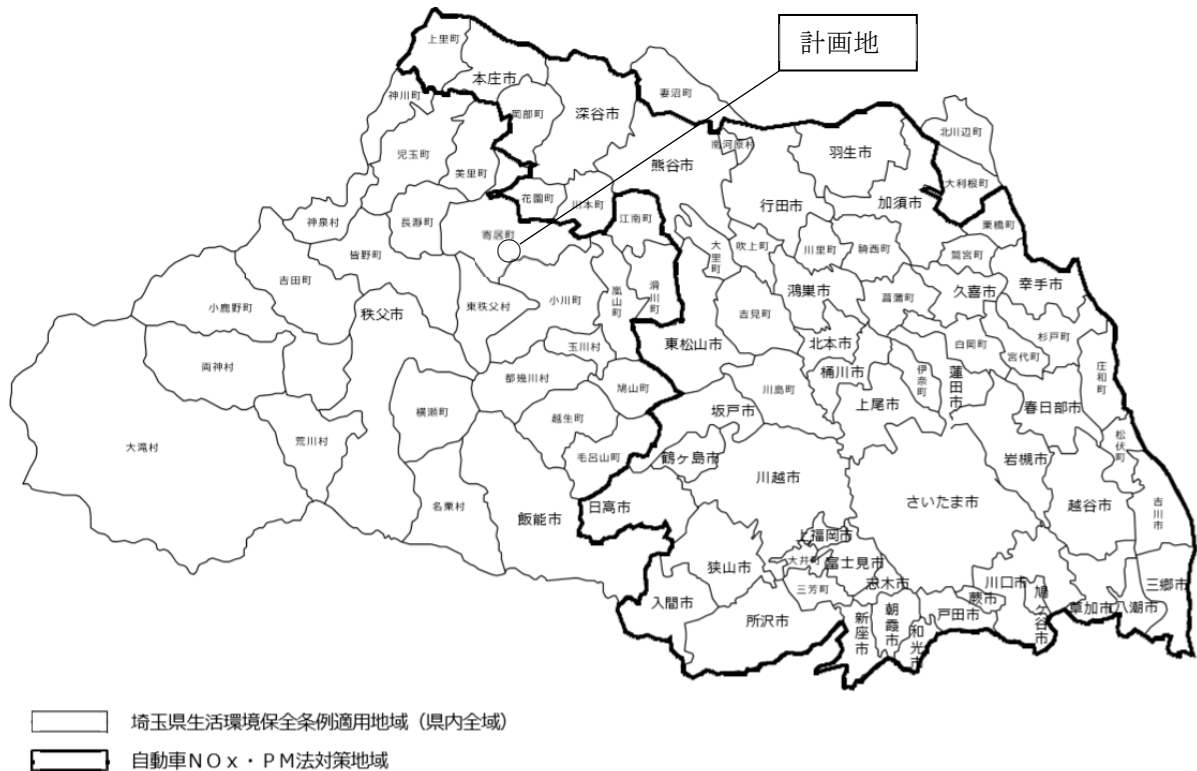 計画地
上里町
本庄市
神川町
岡部町
深谷市
妻沼町
児玉町
美里町
熊谷市
南河原村
羽生市
北川辺町
大利根町
花園町
川本町
江南町
行田市
加須市
栗橋町
神泉村
長瀞町
寄居町
皆野町
大里町
吹上町
川里町
騎西町
鷲宮町
幸手市
吉田町
小鹿野町
秩父市
東秩父村
小川町
嵐山町
滑川町
吉見町
鴻巣市
菖蒲町
久喜市
杉戸町
両神村
玉川村
東松山市
北本市
白岡町
宮代町
庄和町
都幾川村
鳩山町
川島町
桶川市
伊奈町
蓮田市
上尾市
春日部市
横瀬町
越生町
坂戸市
松伏町
大滝村
荒川村
毛呂山町
鶴ヶ島市
川越市
岩槻市
さいたま市
越谷市
吉川市
名栗村
飯能市
日高市
上福岡市
大井町
富士見市
狭山市
三芳町
志木市
川口市
鳩ヶ谷市
三郷市
入間市
所沢市
新座市
朝霞市
和光市
戸田市
蕨市
草加市
八潮市
埼玉県生活環境保全条例適用地域（県内全域）
自動車ＮＯｘ・ＰＭ法対策地域